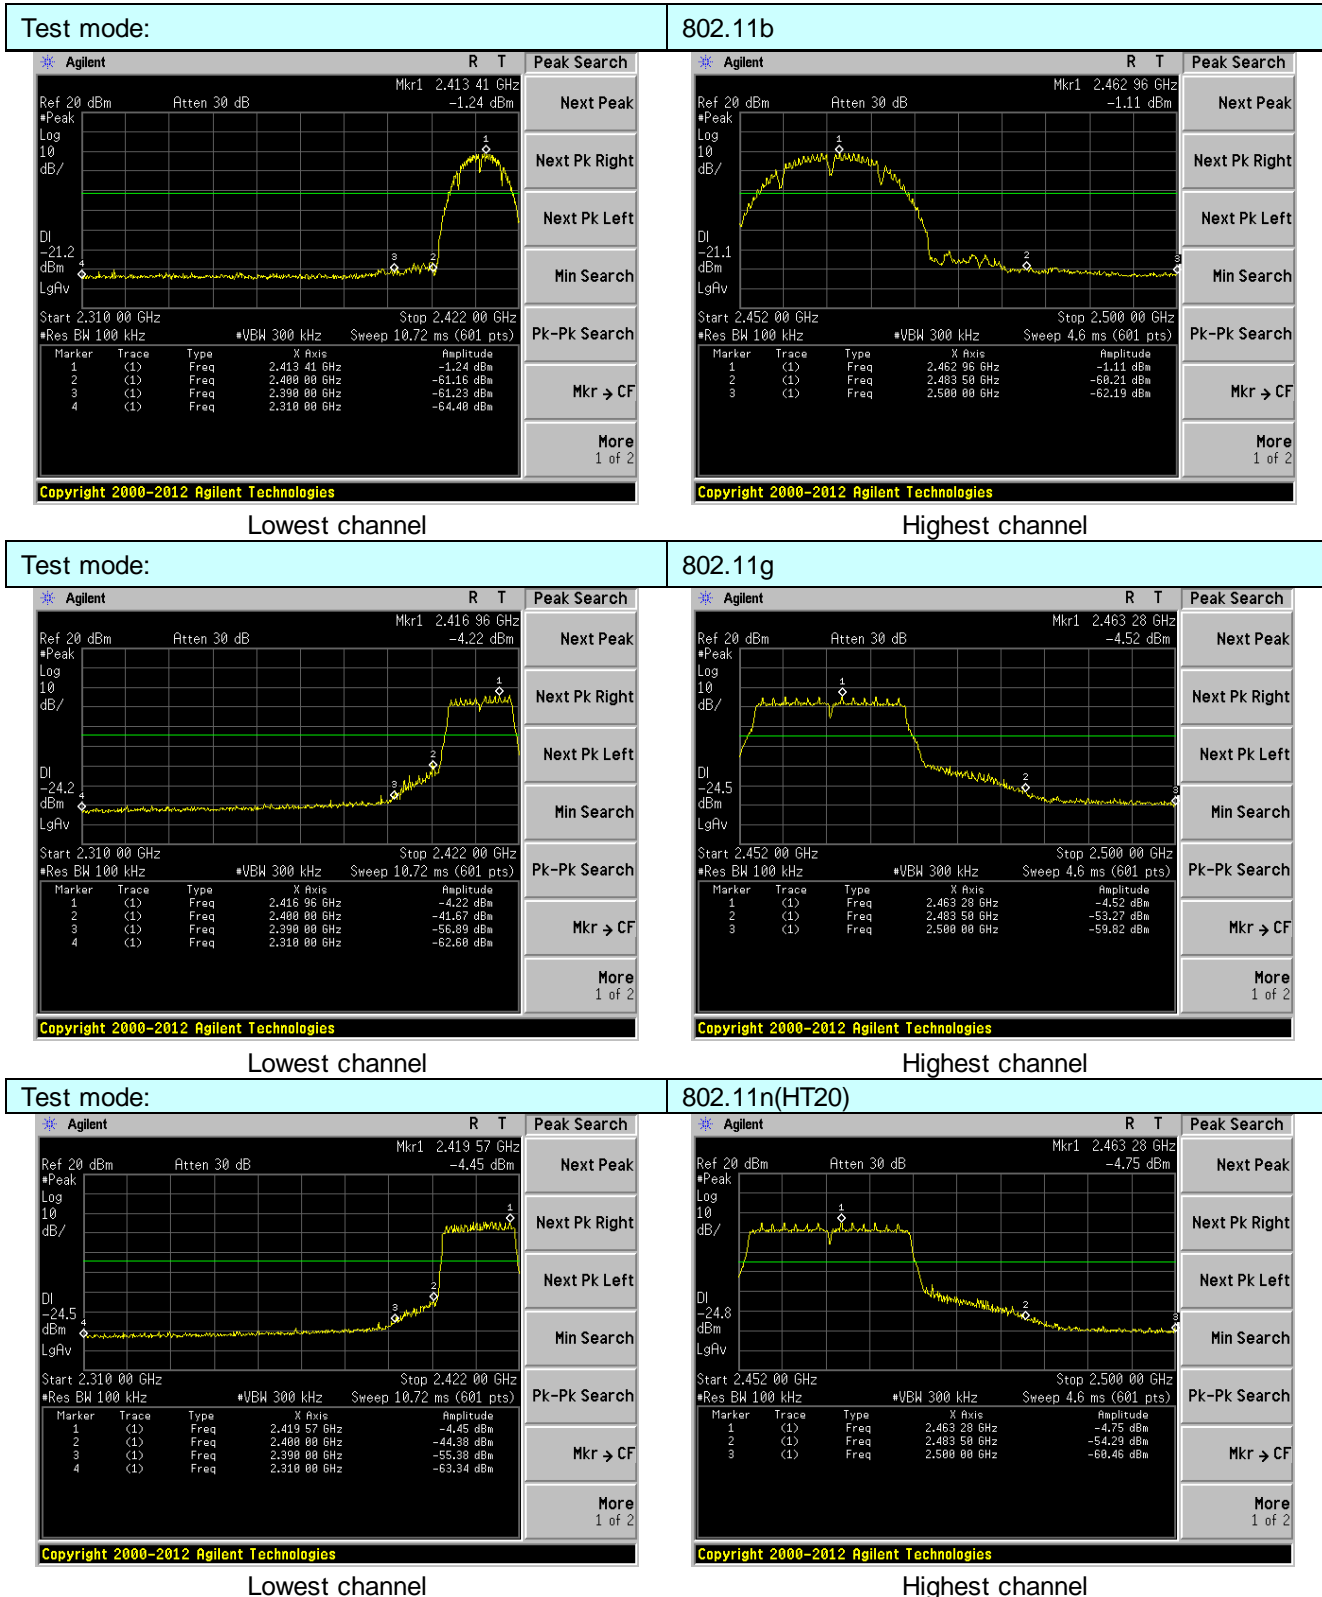 Test mode: 802.11b
Agilent R T Peak Search
Mkr1 2.413 41 GHz
Ref 20 dBm Atten 30 dB -1.24 dBm
#Peak
Log
10
dB/
DI
-21.2
dBm
LgAv
1
2
3
4
Start 2.310 00 GHz Stop 2.422 00 GHz
#Res BW 100 kHz #VBW 300 kHz Sweep 10.72 ms (601 pts)
Marker Trace Type X Axis Amplitude
1 (1) Freq 2.413 41 GHz -1.24 dBm
2 (1) Freq 2.400 00 GHz -61.16 dBm
3 (1) Freq 2.390 00 GHz -61.23 dBm
4 (1) Freq 2.310 00 GHz -64.40 dBm
Next Peak
Next Pk Right
Next Pk Left
Min Search
Pk-Pk Search
Mkr → CF
More
1 of 2
Copyright 2000-2012 Agilent Technologies
Lowest channel
Agilent R T Peak Search
Mkr1 2.462 96 GHz
Ref 20 dBm Atten 30 dB -1.11 dBm
#Peak
Log
10
dB/
DI
-21.1
dBm
LgAv
1
2
3
Start 2.452 00 GHz Stop 2.500 00 GHz
#Res BW 100 kHz #VBW 300 kHz Sweep 4.6 ms (601 pts)
Marker Trace Type X Axis Amplitude
1 (1) Freq 2.462 96 GHz -1.11 dBm
2 (1) Freq 2.483 50 GHz -60.21 dBm
3 (1) Freq 2.500 00 GHz -62.19 dBm
Next Peak
Next Pk Right
Next Pk Left
Min Search
Pk-Pk Search
Mkr → CF
More
1 of 2
Copyright 2000-2012 Agilent Technologies
Highest channel
Test mode: 802.11g
Agilent R T Peak Search
Mkr1 2.416 96 GHz
Ref 20 dBm Atten 30 dB -4.22 dBm
#Peak
Log
10
dB/
DI
-24.2
dBm
LgAv
1
2
3
4
Start 2.310 00 GHz Stop 2.422 00 GHz
#Res BW 100 kHz #VBW 300 kHz Sweep 10.72 ms (601 pts)
Marker Trace Type X Axis Amplitude
1 (1) Freq 2.416 96 GHz -4.22 dBm
2 (1) Freq 2.400 00 GHz -41.67 dBm
3 (1) Freq 2.390 00 GHz -56.89 dBm
4 (1) Freq 2.310 00 GHz -62.60 dBm
Next Peak
Next Pk Right
Next Pk Left
Min Search
Pk-Pk Search
Mkr → CF
More
1 of 2
Copyright 2000-2012 Agilent Technologies
Lowest channel
Agilent R T Peak Search
Mkr1 2.463 28 GHz
Ref 20 dBm Atten 30 dB -4.52 dBm
#Peak
Log
10
dB/
DI
-24.5
dBm
LgAv
1
2
3
Start 2.452 00 GHz Stop 2.500 00 GHz
#Res BW 100 kHz #VBW 300 kHz Sweep 4.6 ms (601 pts)
Marker Trace Type X Axis Amplitude
1 (1) Freq 2.463 28 GHz -4.52 dBm
2 (1) Freq 2.483 50 GHz -53.27 dBm
3 (1) Freq 2.500 00 GHz -59.82 dBm
Next Peak
Next Pk Right
Next Pk Left
Min Search
Pk-Pk Search
Mkr → CF
More
1 of 2
Copyright 2000-2012 Agilent Technologies
Highest channel
Test mode: 802.11n(HT20)
Agilent R T Peak Search
Mkr1 2.419 57 GHz
Ref 20 dBm Atten 30 dB -4.45 dBm
#Peak
Log
10
dB/
DI
-24.5
dBm
LgAv
1
2
3
4
Start 2.310 00 GHz Stop 2.422 00 GHz
#Res BW 100 kHz #VBW 300 kHz Sweep 10.72 ms (601 pts)
Marker Trace Type X Axis Amplitude
1 (1) Freq 2.419 57 GHz -4.45 dBm
2 (1) Freq 2.400 00 GHz -44.38 dBm
3 (1) Freq 2.390 00 GHz -55.38 dBm
4 (1) Freq 2.310 00 GHz -63.34 dBm
Next Peak
Next Pk Right
Next Pk Left
Min Search
Pk-Pk Search
Mkr → CF
More
1 of 2
Copyright 2000-2012 Agilent Technologies
Lowest channel
Agilent R T Peak Search
Mkr1 2.463 28 GHz
Ref 20 dBm Atten 30 dB -4.75 dBm
#Peak
Log
10
dB/
DI
-24.8
dBm
LgAv
1
2
3
Start 2.452 00 GHz Stop 2.500 00 GHz
#Res BW 100 kHz #VBW 300 kHz Sweep 4.6 ms (601 pts)
Marker Trace Type X Axis Amplitude
1 (1) Freq 2.463 28 GHz -4.75 dBm
2 (1) Freq 2.483 50 GHz -54.29 dBm
3 (1) Freq 2.500 00 GHz -60.46 dBm
Next Peak
Next Pk Right
Next Pk Left
Min Search
Pk-Pk Search
Mkr → CF
More
1 of 2
Copyright 2000-2012 Agilent Technologies
Highest channel